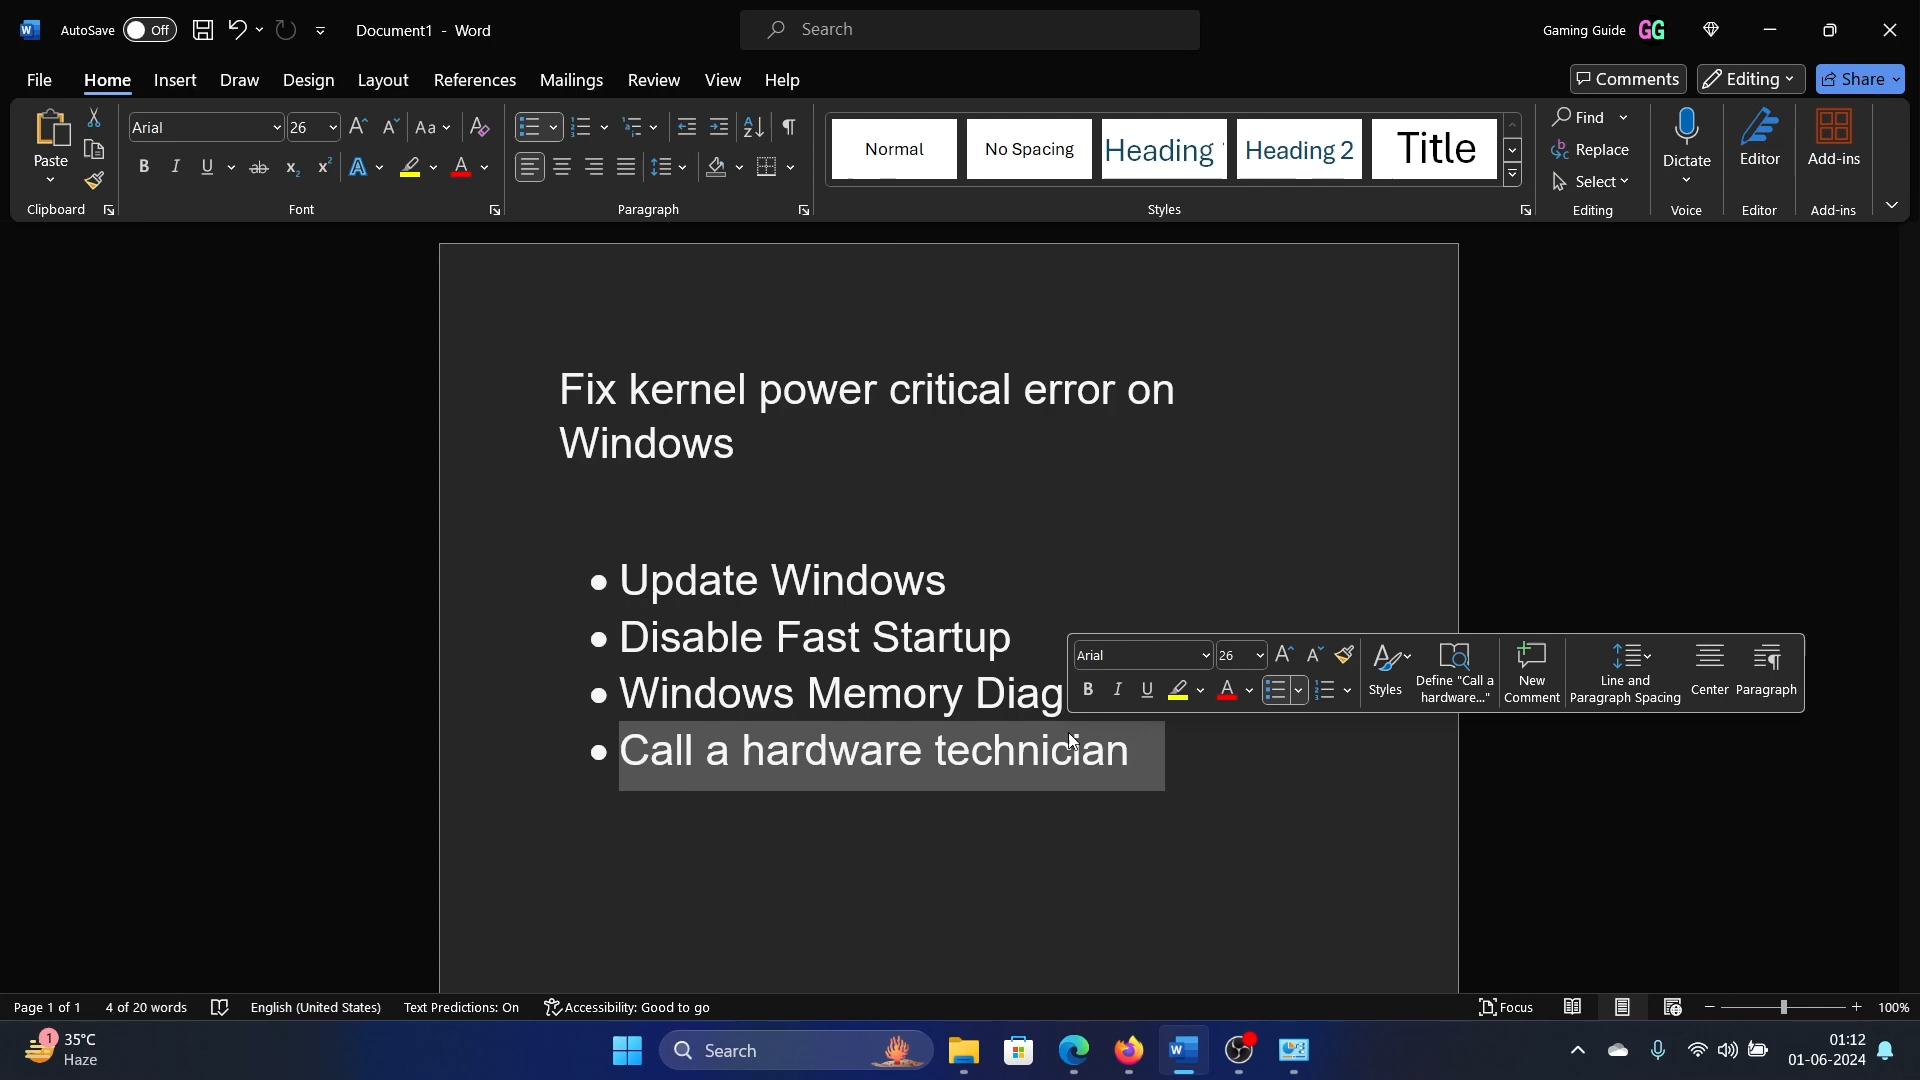 W AutoSave Off Document1 - Word Search Gaming Guide GG
File Home Insert Draw Design Layout References Mailings Review View Help Comments Editing Share
Paste Arial 26 Aa Normal No Spacing Heading Heading 2 Title Find Replace Select Dictate Editor Add-ins
Clipboard Font Paragraph Styles Editing Voice Editor Add-ins
Fix kernel power critical error on
Windows
• Update Windows
• Disable Fast Startup
• Windows Memory Diag
• Call a hardware technician
Arial 26 A A
B I U A Styles Define "Call a hardware..." New Comment Line and Paragraph Spacing Center Paragraph
Page 1 of 1 4 of 20 words English (United States) Text Predictions: On Accessibility: Good to go Focus 100%
1 35°C
Haze
Search
01:12
01-06-2024